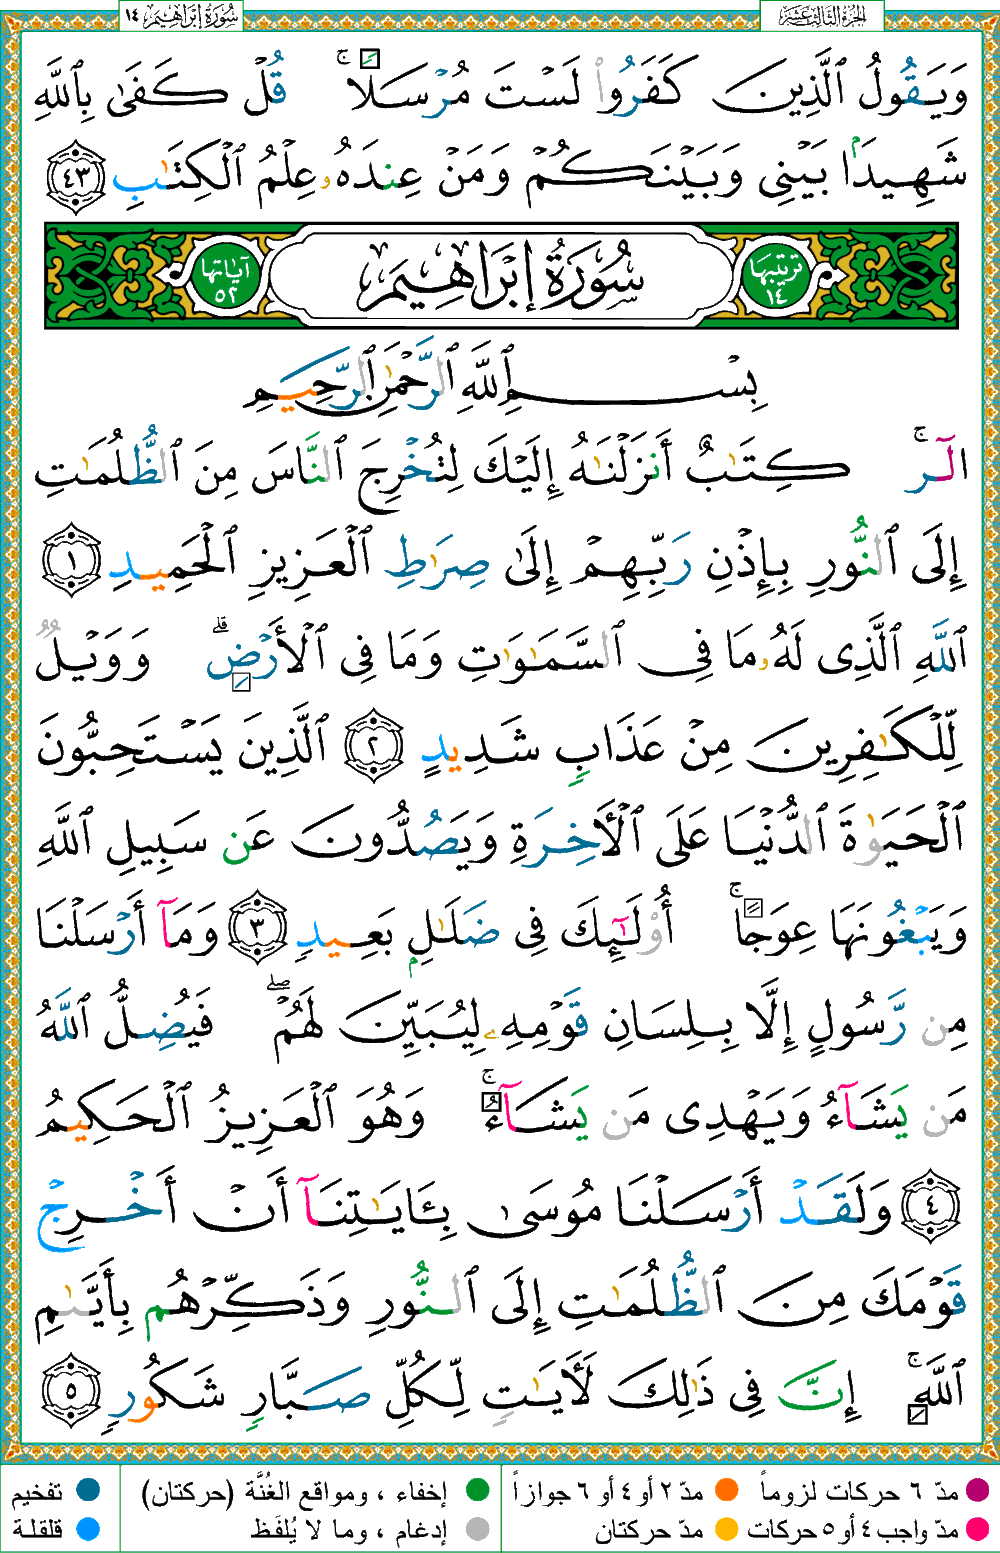 الجزء الثالث عشر
سورة إبراهيم ١٤
وَيَقُولُ ٱلَّذِينَ كَفَرُوا۟ لَسْتَ مُرْسَلًا ۚ قُلْ كَفَىٰ بِٱللَّهِ
شَهِيدًۢا بَيْنِى وَبَيْنَكُمْ وَمَنْ عِندَهُۥ عِلْمُ ٱلْكِتَٰبِ ٤٣
ترتيبها ١٤ سُورَةُ إِبْرَاهِيمَ آياتها ٥٢
بِسْمِ ٱللَّهِ ٱلرَّحْمَٰنِ ٱلرَّحِيمِ
الٓر ۚ كِتَٰبٌ أَنزَلْنَٰهُ إِلَيْكَ لِتُخْرِجَ ٱلنَّاسَ مِنَ ٱلظُّلُمَٰتِ
إِلَى ٱلنُّورِ بِإِذْنِ رَبِّهِمْ إِلَىٰ صِرَٰطِ ٱلْعَزِيزِ ٱلْحَمِيدِ ١
ٱللَّهِ ٱلَّذِى لَهُۥ مَا فِى ٱلسَّمَٰوَٰتِ وَمَا فِى ٱلْأَرْضِ ۗ وَوَيْلٌ
لِّلْكَٰفِرِينَ مِنْ عَذَابٍ شَدِيدٍ ٢ ٱلَّذِينَ يَسْتَحِبُّونَ
ٱلْحَيَوٰةَ ٱلدُّنْيَا عَلَى ٱلْءَاخِرَةِ وَيَصُدُّونَ عَن سَبِيلِ ٱللَّهِ
وَيَبْغُونَهَا عِوَجًا ۚ أُو۟لَٰٓئِكَ فِى ضَلَٰلٍۭ بَعِيدٍ ٣ وَمَآ أَرْسَلْنَا
مِن رَّسُولٍ إِلَّا بِلِسَانِ قَوْمِهِۦ لِيُبَيِّنَ لَهُمْ ۖ فَيُضِلُّ ٱللَّهُ
مَن يَشَآءُ وَيَهْدِى مَن يَشَآءُ ۚ وَهُوَ ٱلْعَزِيزُ ٱلْحَكِيمُ
٤ وَلَقَدْ أَرْسَلْنَا مُوسَىٰ بِـَٔايَٰتِنَآ أَنْ أَخْرِجْ
قَوْمَكَ مِنَ ٱلظُّلُمَٰتِ إِلَى ٱلنُّورِ وَذَكِّرْهُم بِأَيَّىٰمِ
ٱللَّهِ ۚ إِنَّ فِى ذَٰلِكَ لَءَايَٰتٍ لِّكُلِّ صَبَّارٍ شَكُورٍ ٥
مدّ ٦ حركات لزوماً مدّ ٢ أو ٤ أو ٦ جوازاً إخفاء ، ومواقع الغُنَّة (حركتان) تفخيم
مدّ واجب ٤ أو ٥ حركات مدّ حركتان إدغام ، وما لا يُلفَظ قلقلة